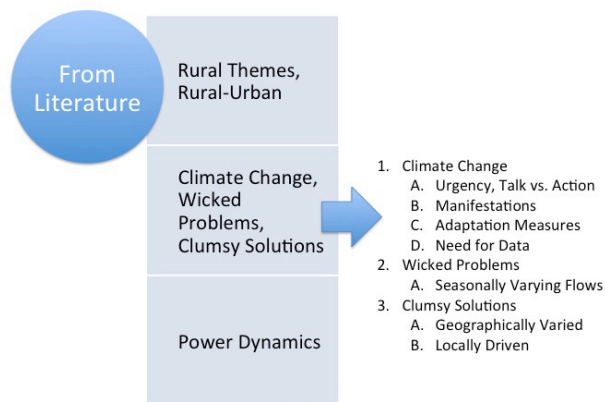 From
Literature
Rural Themes,
Rural-Urban
Climate Change,
Wicked
Problems,
Clumsy Solutions
Power Dynamics
1. Climate Change
A. Urgency, Talk vs. Action
B. Manifestations
C. Adaptation Measures
D. Need for Data
2. Wicked Problems
A. Seasonally Varying Flows
3. Clumsy Solutions
A. Geographically Varied
B. Locally Driven